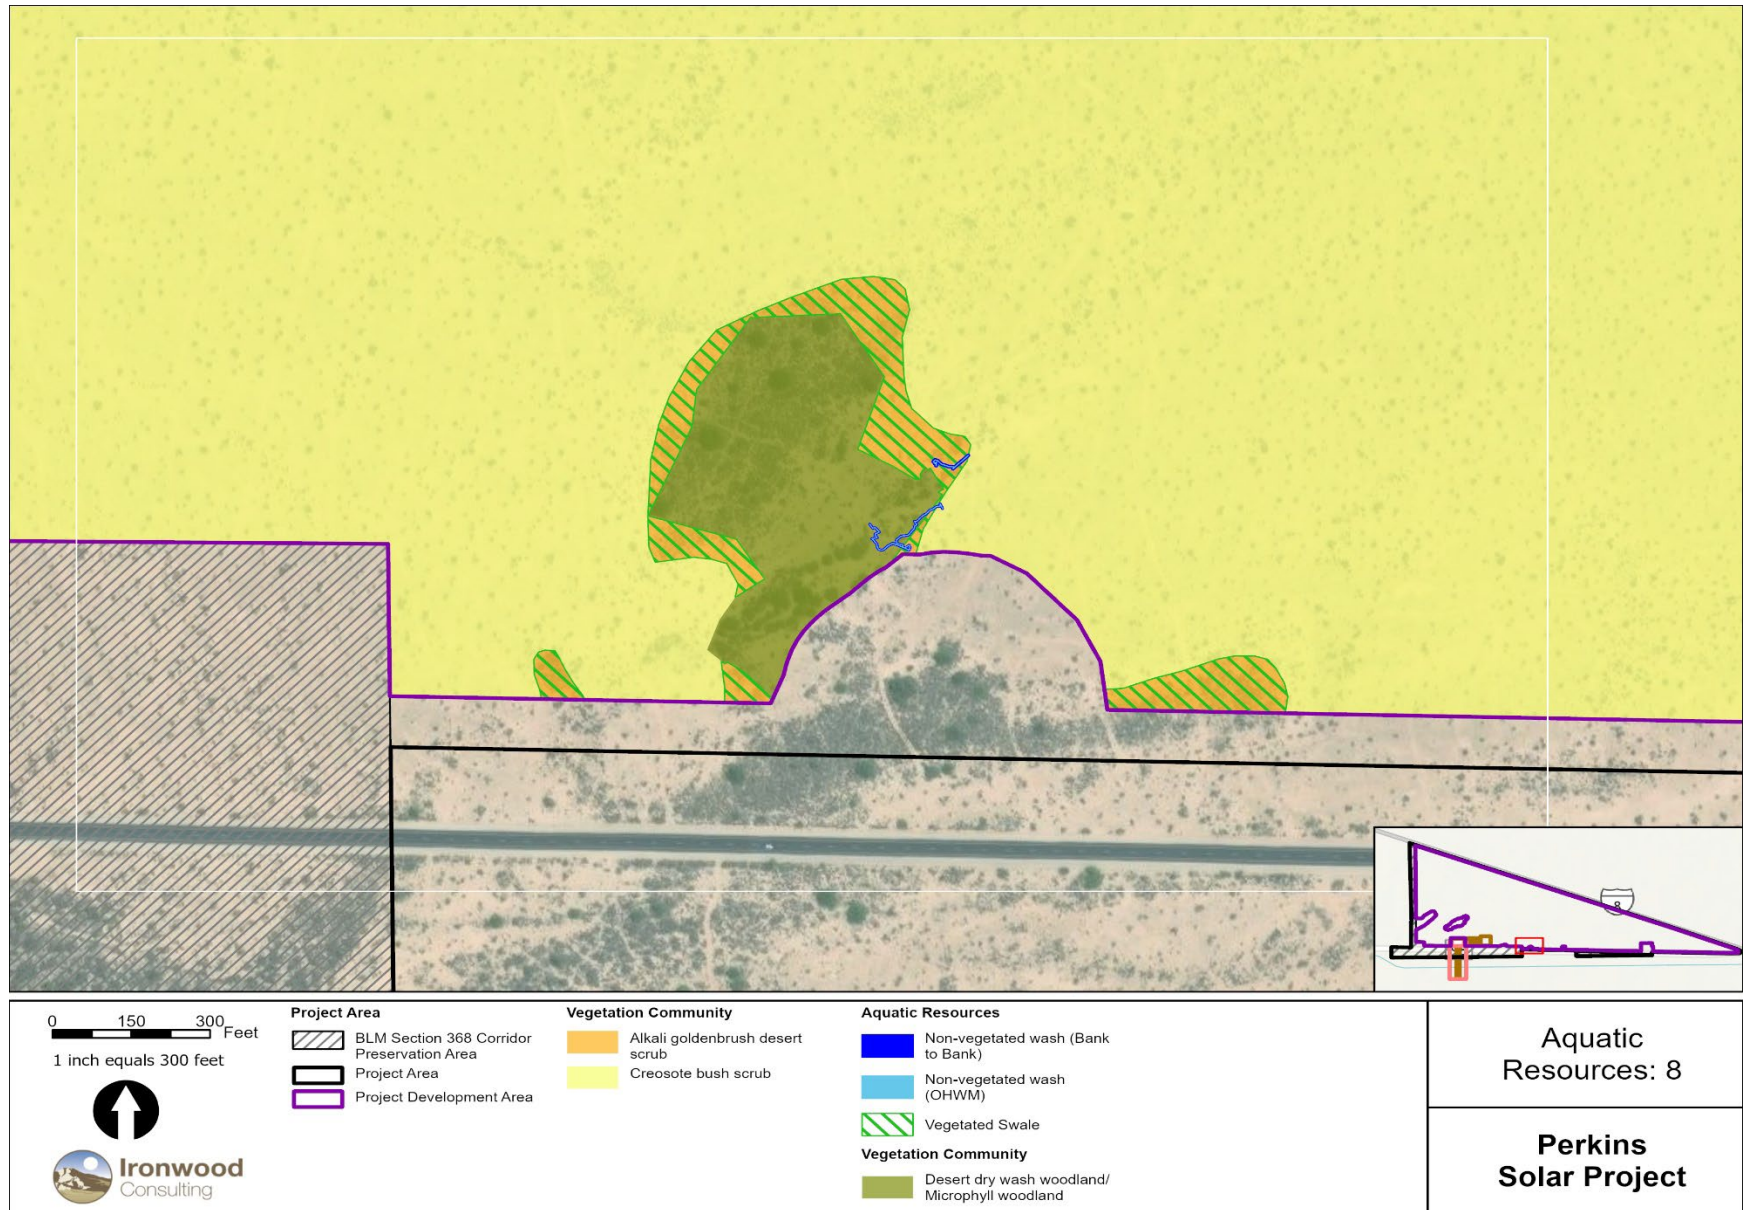 8
0 150 300 Feet
1 inch equals 300 feet
Ironwood
Consulting
Project Area
BLM Section 368 Corridor
Preservation Area
Project Area
Project Development Area
Vegetation Community
Alkali goldenbrush desert
scrub
Creosote bush scrub
Aquatic Resources
Non-vegetated wash (Bank
to Bank)
Non-vegetated wash
(OHWM)
Vegetated Swale
Vegetation Community
Desert dry wash woodland/
Microphyll woodland
Aquatic
Resources: 8
Perkins
Solar Project